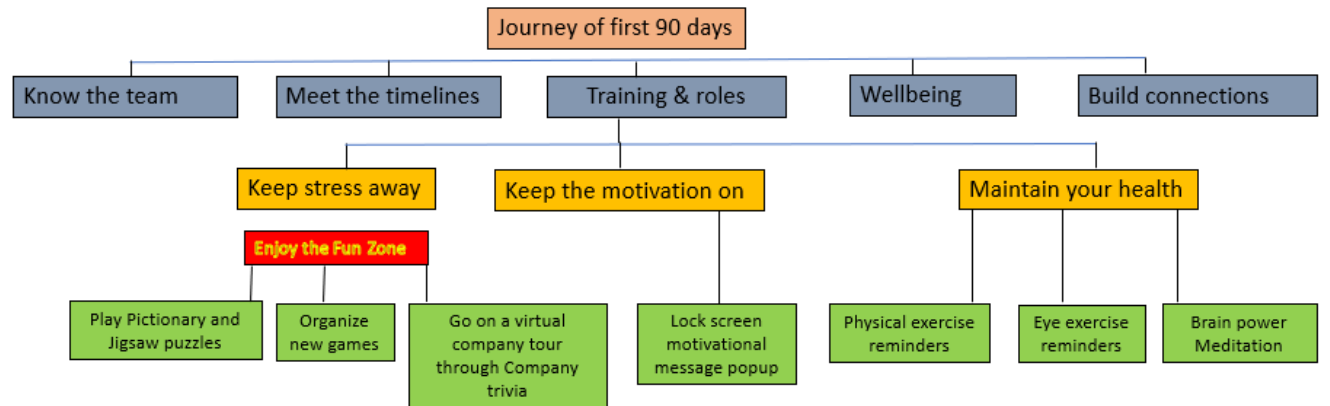 Journey of first 90 days
Know the team
Meet the timelines
Training & roles
Wellbeing
Build connections
Keep stress away
Keep the motivation on
Maintain your health
Enjoy the Fun Zone
Play Pictionary and
Jigsaw puzzles
Organize
new games
Go on a virtual
company tour
through Company
trivia
Lock screen
motivational
message popup
Physical exercise
reminders
Eye exercise
reminders
Brain power
Meditation